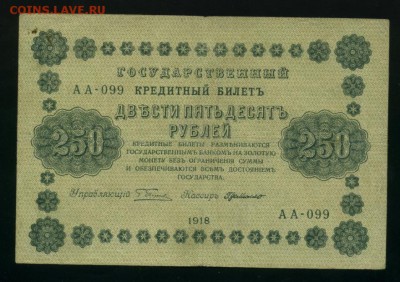 COINS.LAVE.RU
ГОСУДАРСТВЕННЫЙ
АА-099 КРЕДИТНЫЙ БИЛЕТЪ
ДВѢСТИ ПЯТЬДЕСЯТЪ
РУБЛЕЙ
250 250
КРЕДИТНЫЕ БИЛЕТЫ РАЗМѢНИВАЮТСЯ
ГОСУДАРСТВЕННЫМЪ БАНКОМЪ НА ЗОЛОТУЮ
МОНЕТУ БЕЗЪ ОГРАНИЧЕНІЯ СУММЫ
И ОБЕЗПЕЧИВАЮТСЯ ВСѢМЪ ДОСТОЯНІЕМЪ
ГОСУДАРСТВА.
Управляющій Кассиръ
АА-099
1918